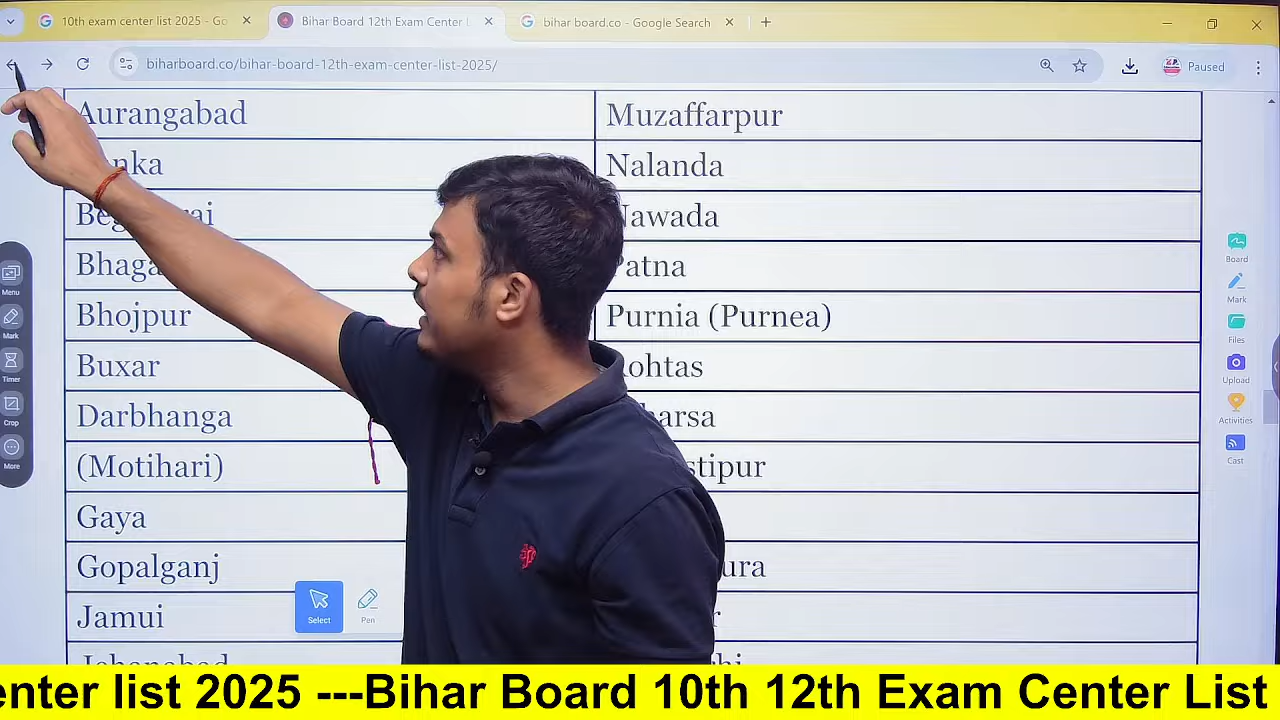 10th exam center list 2025 - Go
Bihar Board 12th Exam Center L
bihar board.co - Google Search
biharboard.co/bihar-board-12th-exam-center-list-2025/
Paused
Aurangabad Muzaffarpur
Nalanda
Nawada
Patna
Bhojpur Purnia (Purnea)
Buxar Rohtas
Darbhanga
(Motihari)
Gaya
Gopalganj
Jamui
Jehanabad
Menu
Mark
Timer
Crop
More
Board
Mark
Files
Upload
Activities
Cast
Select Pen
enter list 2025 ---Bihar Board 10th 12th Exam Center List